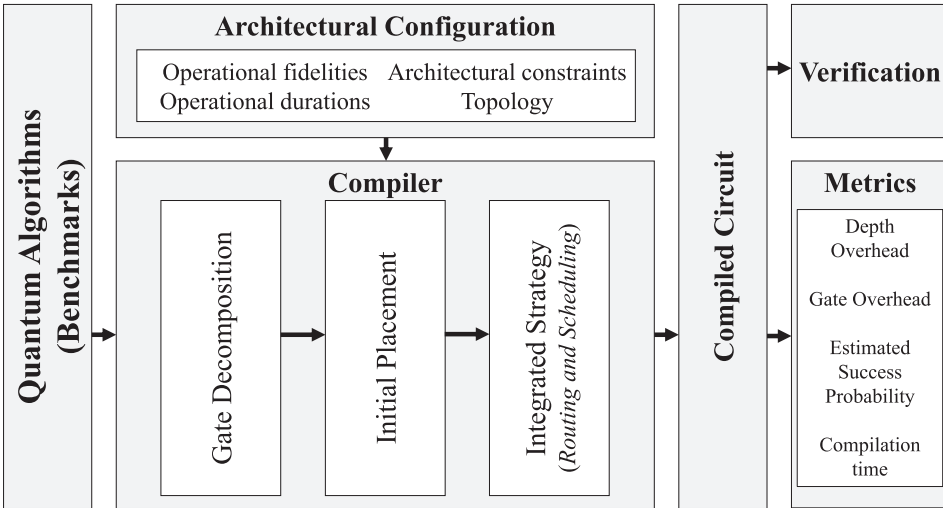 Quantum Algorithms
(Benchmarks)
Architectural Configuration
Operational fidelities Architectural constraints
Operational durations Topology
Compiler
Gate Decomposition
Initial Placement
Integrated Strategy
(Routing and Scheduling)
Compiled Circuit
Verification
Metrics
Depth
Overhead
Gate Overhead
Estimated
Success
Probability
Compilation
time